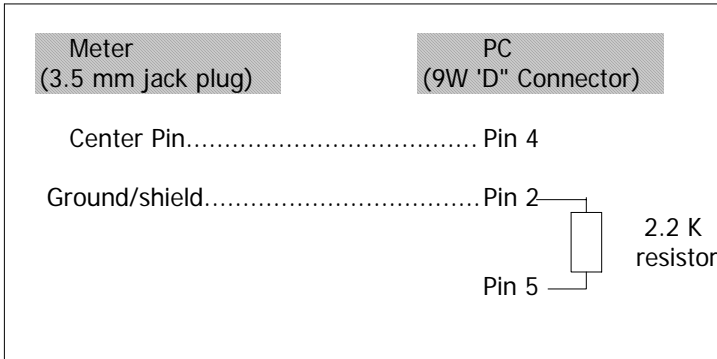 Meter PC
(3.5 mm jack plug) (9W 'D" Connector)
Center Pin...................................... Pin 4
Ground/shield....................................Pin 2
2.2 K
resistor
Pin 5